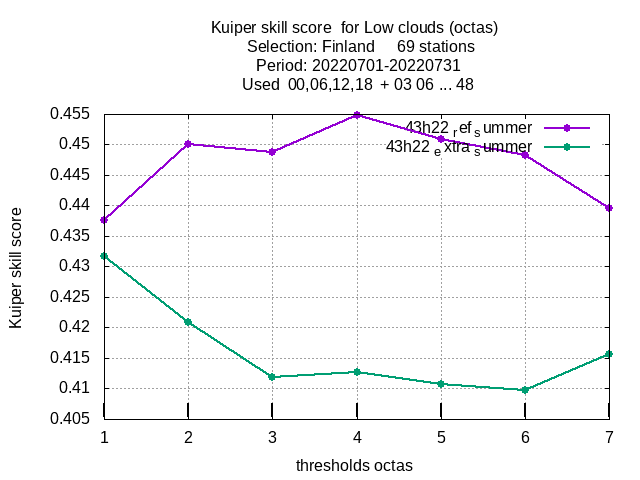 Kuiper skill score  for Low clouds (octas)
Selection: Finland     69 stations
Period: 20220701-20220731
Used  00,06,12,18  + 03 06 ... 48
43h22 ref summer
43h22 extra summer
0.455
0.45
0.445
0.44
0.435
0.43
0.425
0.42
0.415
0.41
0.405
Kuiper skill score
1 2 3 4 5 6 7
thresholds octas